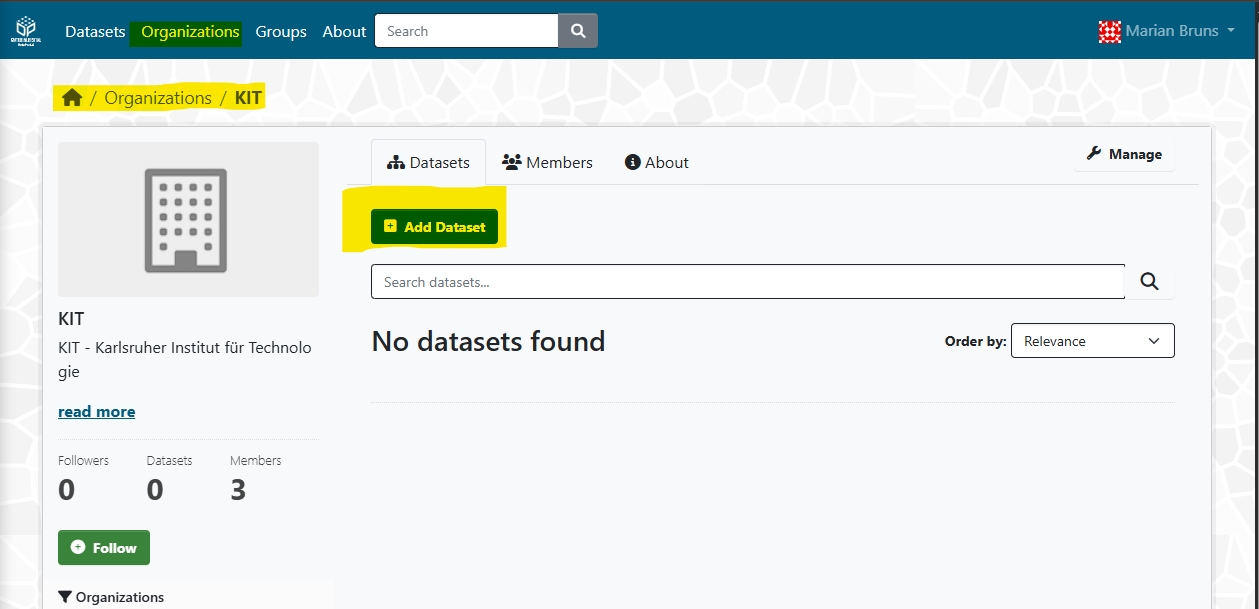 Datasets Organizations Groups About Search Marian Bruns
/ Organizations / KIT
Datasets Members About Manage
Add Dataset
Search datasets...
KIT
KIT - Karlsruher Institut für Technolo
gie
read more
No datasets found
Order by: Relevance
Followers Datasets Members
0 0 3
Follow
Organizations